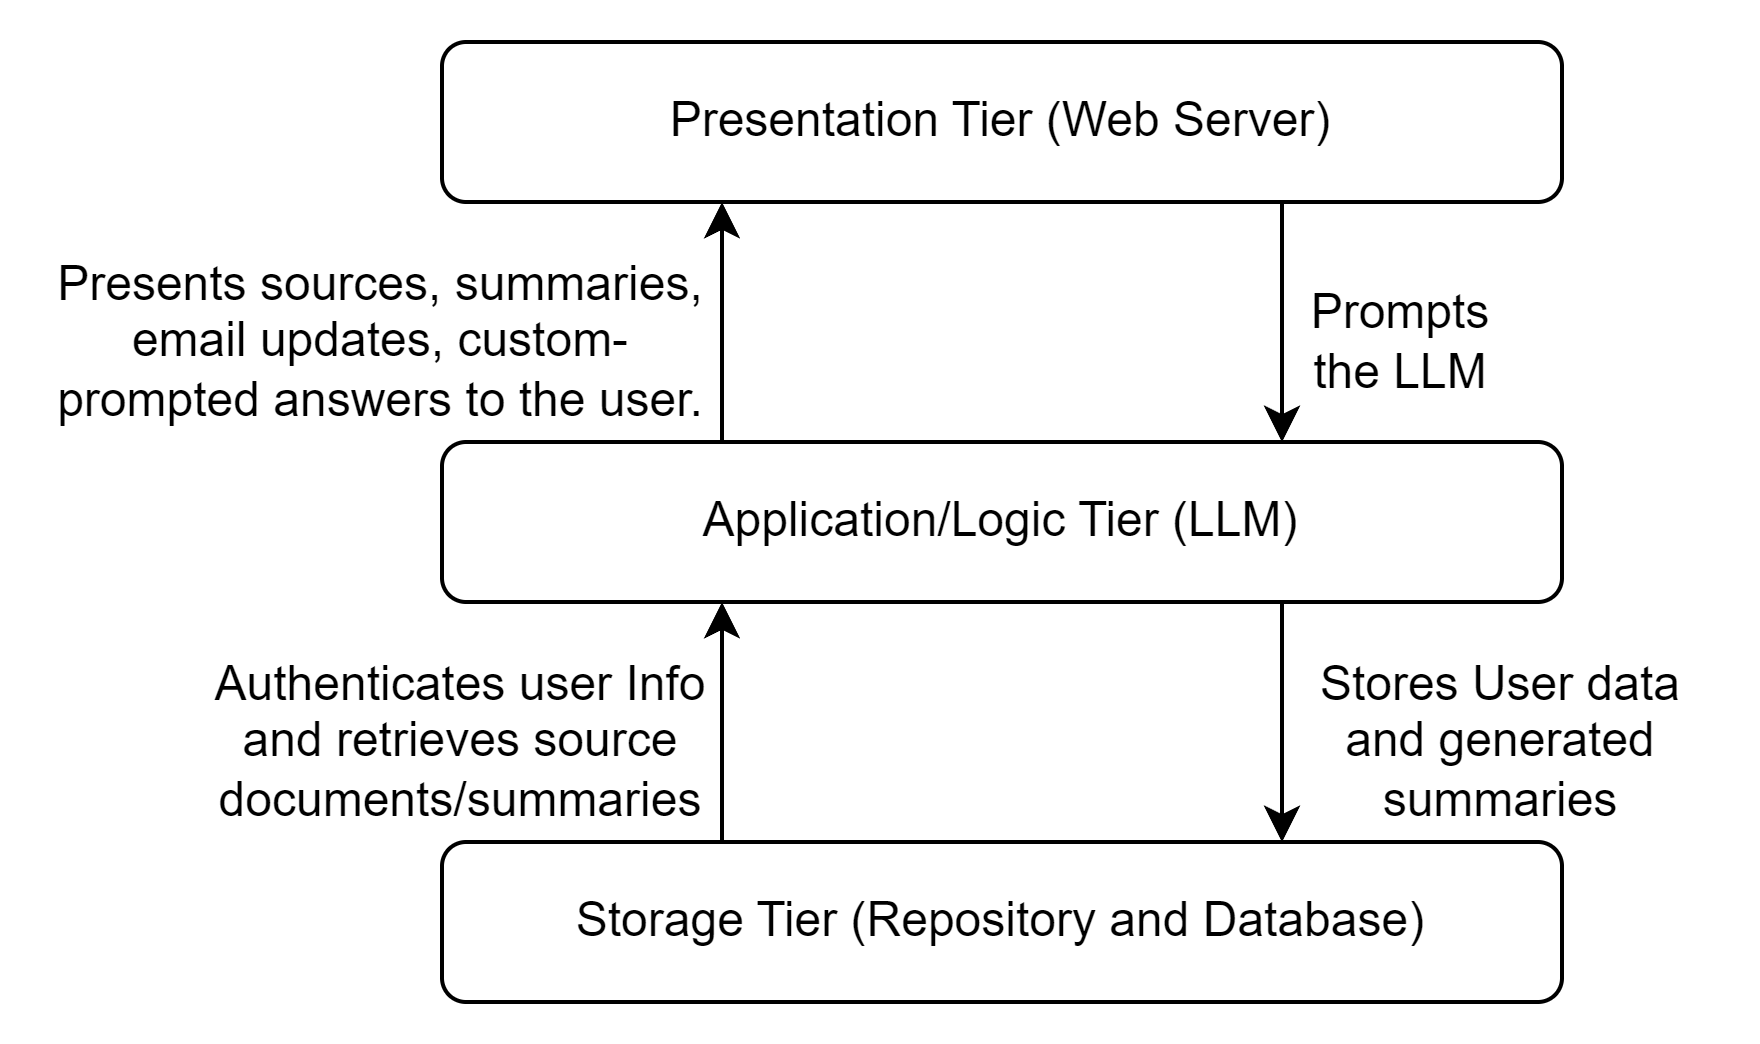 Presentation Tier (Web Server)
Presents sources, summaries,
email updates, custom-
prompted answers to the user.
Prompts
the LLM
Application/Logic Tier (LLM)
Authenticates user Info
and retrieves source
documents/summaries
Stores User data
and generated
summaries
Storage Tier (Repository and Database)